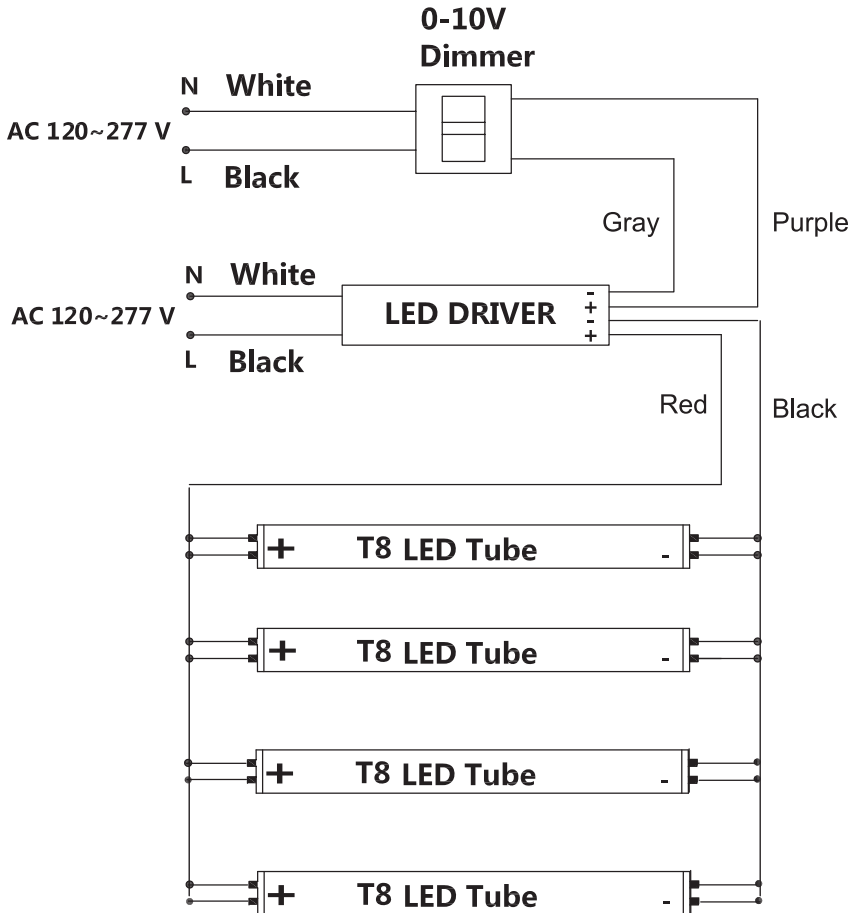 0-10V
Dimmer
N White
AC 120~277 V
L Black
Gray
Purple
N White
AC 120~277 V
LED DRIVER
-
+
-
+
L Black
Red
Black
+ T8 LED Tube -
+ T8 LED Tube -
+ T8 LED Tube -
+ T8 LED Tube -